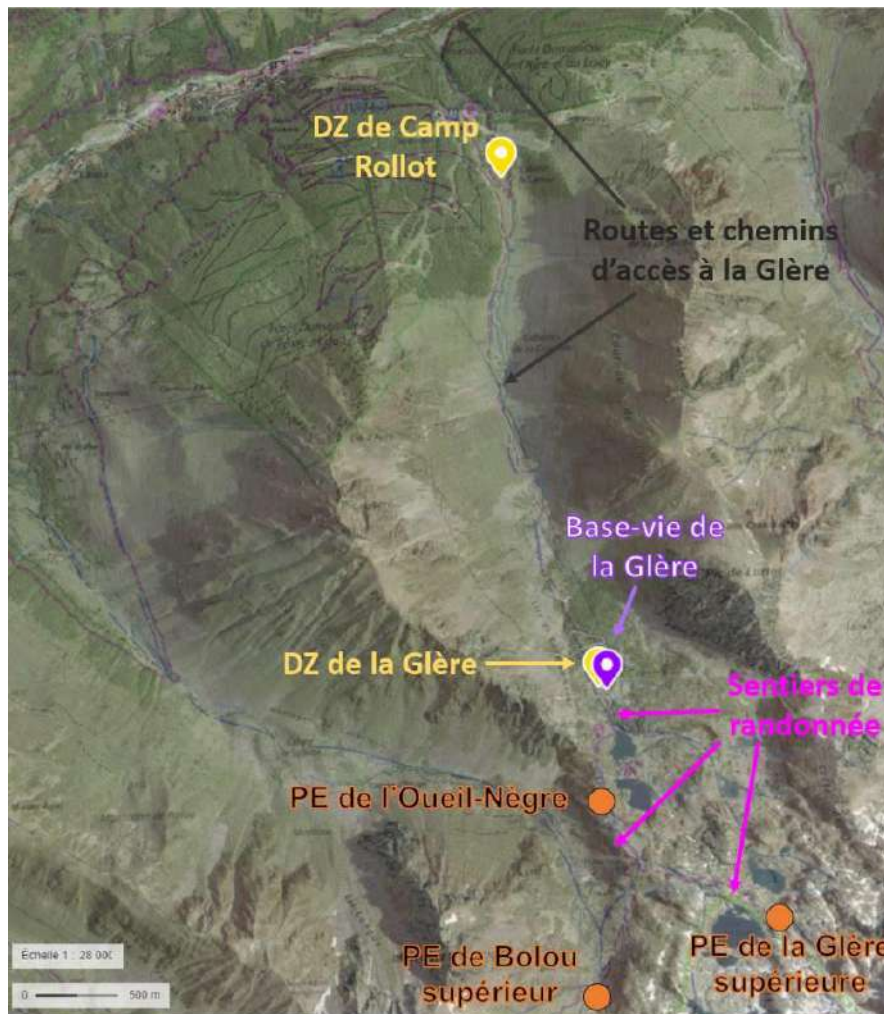 DZ de Camp
Rollot
Routes et chemins
d’accès à la Glère
Base-vie de
la Glère
DZ de la Glère
Sentiers de
randonnée
PE de l’Oueil-Nègre
PE de Bolou
supérieur
PE de la Glère
supérieure
Échelle 1 : 28 000
0
500 m